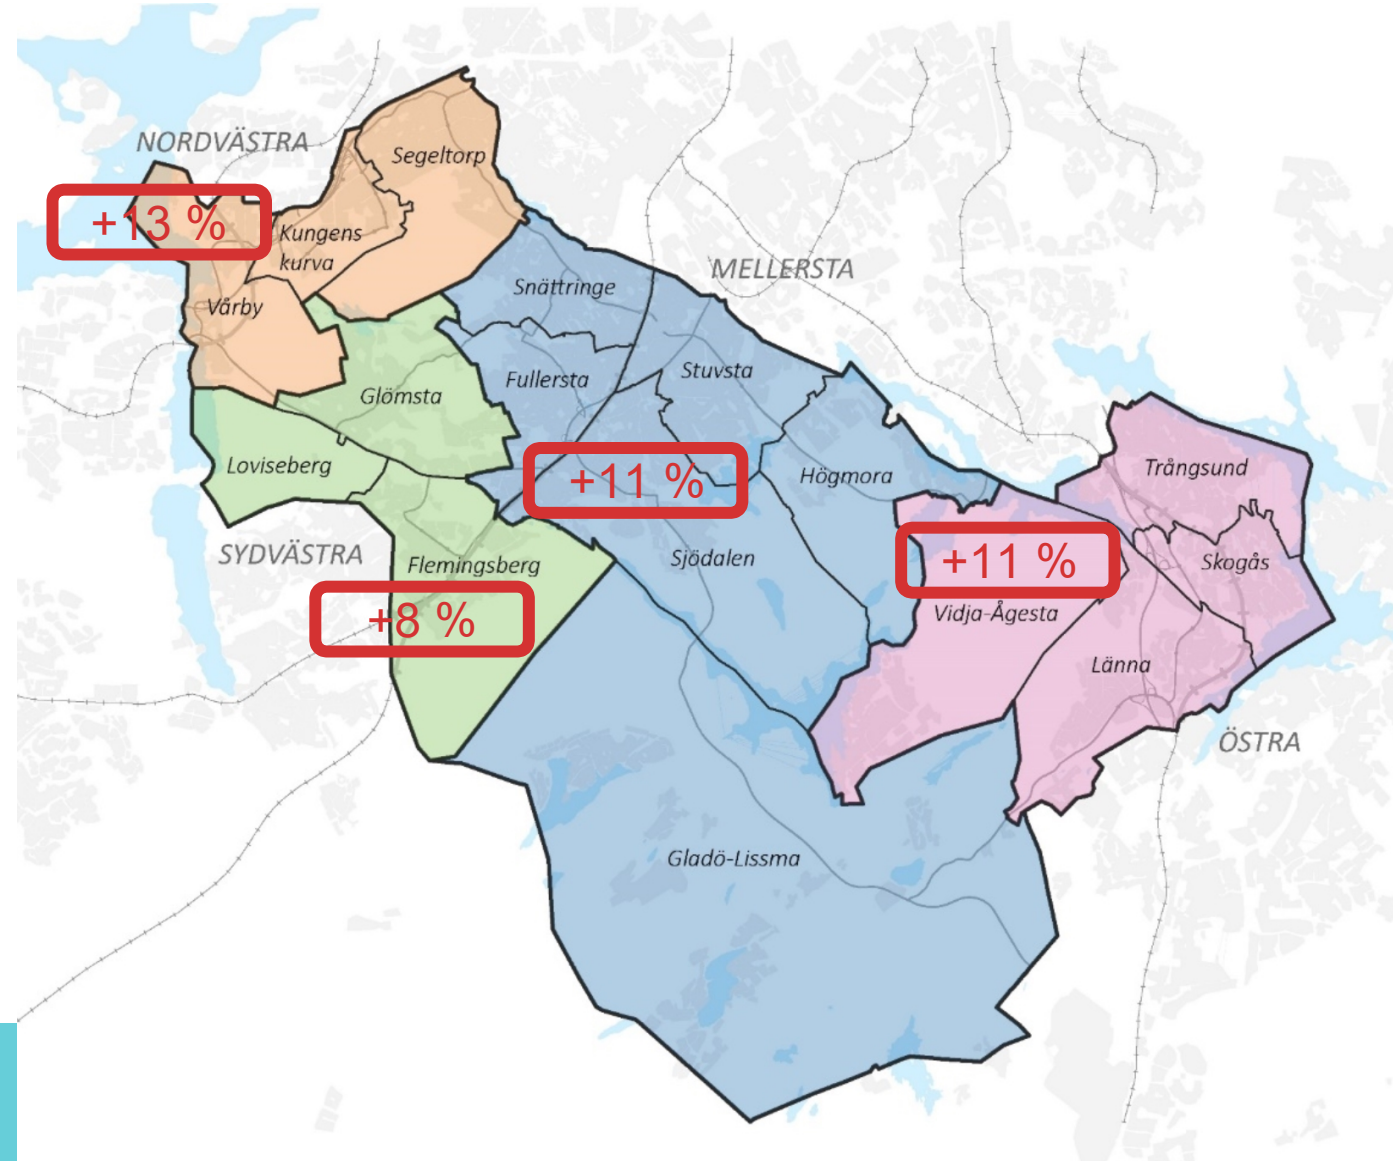 NORDVÄSTRA
Segeltorp
+13 %
Kungens
kurva
MELLERSTA
Snättringe
Vårby
Stuvsta
Fullersta
Glömsta
Loviseberg
Högmora
Trångsund
+11 %
SYDVÄSTRA
Flemingsberg
Sjödalen
+11 %
Skogås
+8 %
Vidja-Ågesta
Länna
ÖSTRA
Gladö-Lissma